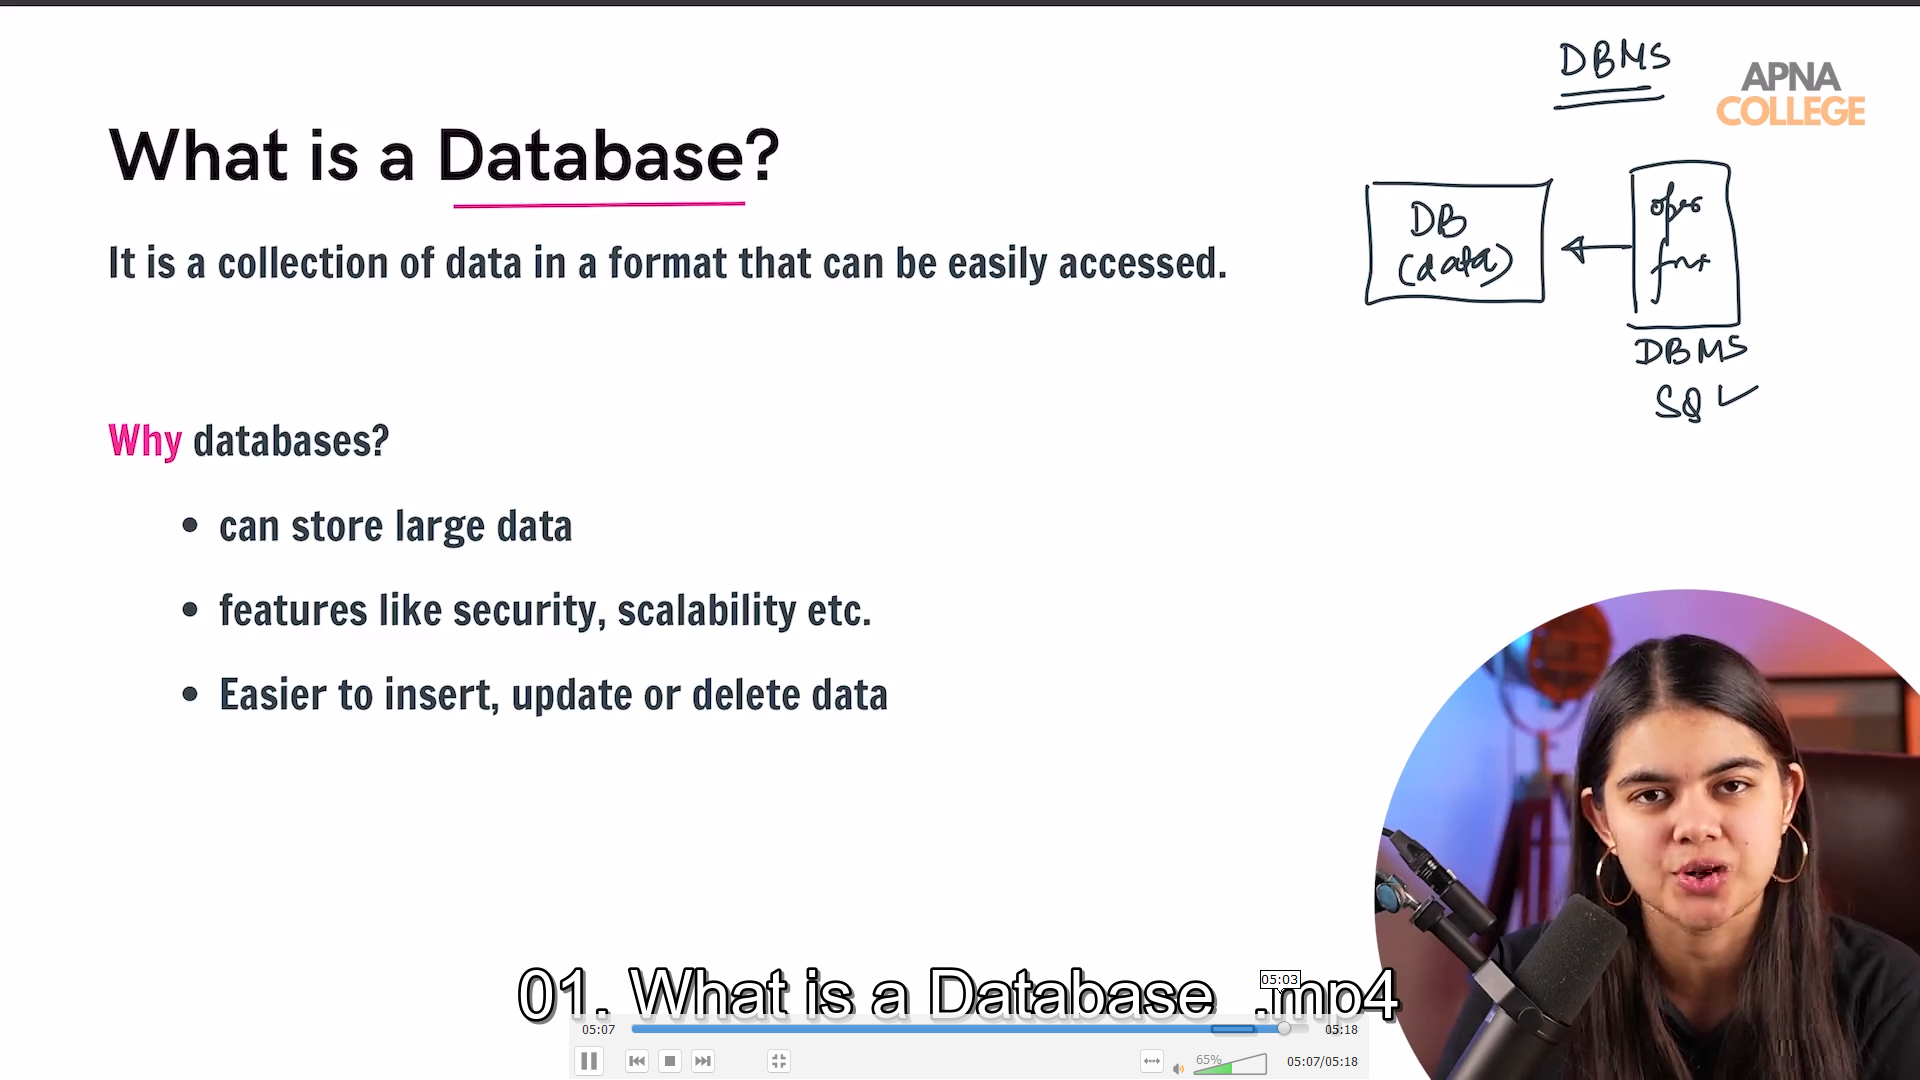 DBMS
APNA
COLLEGE
What is a Database?
It is a collection of data in a format that can be easily accessed.
DB
(data)
opes
fnx
DBMS
SQL
Why databases?
• can store large data
• features like security, scalability etc.
• Easier to insert, update or delete data
01. What is a Database .mp4
05:03
05:07
05:18
65%
05:07/05:18